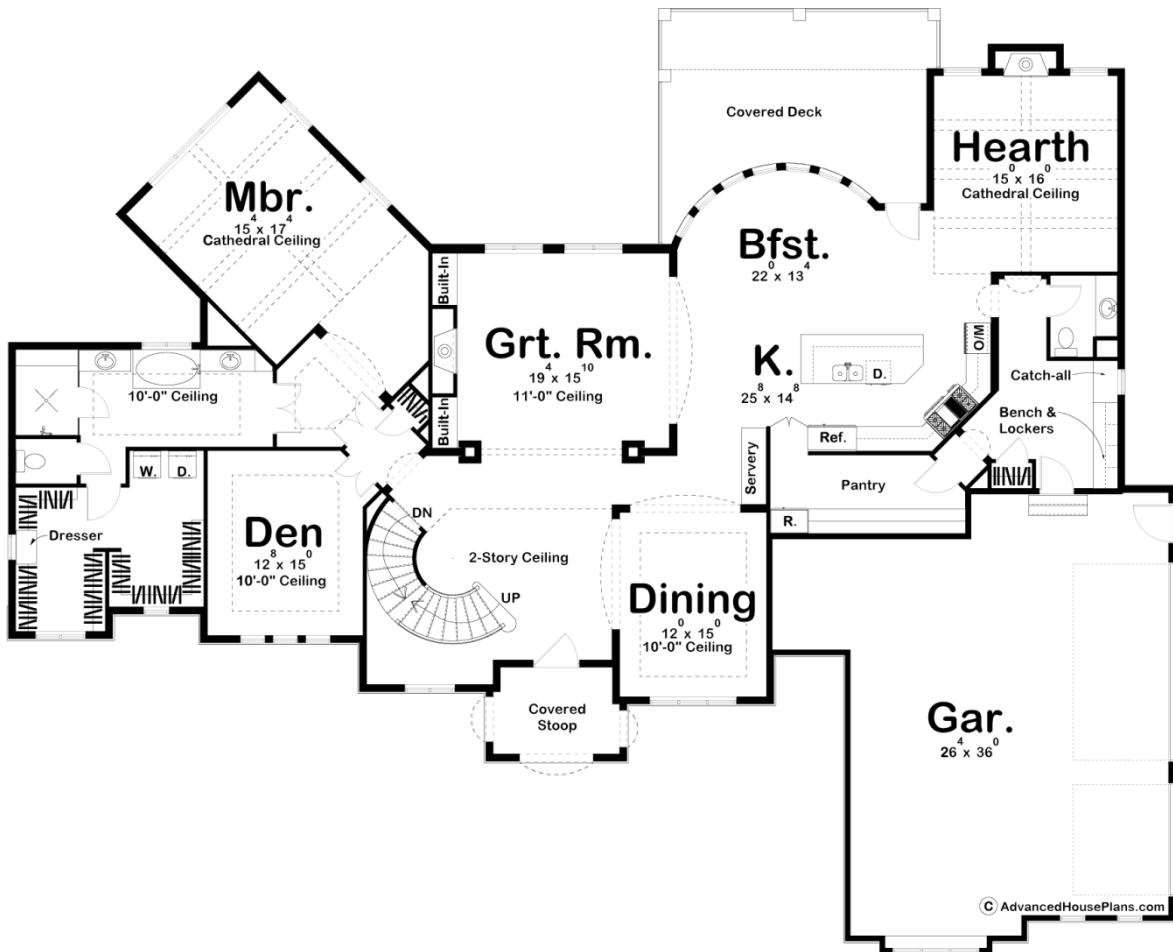 Covered Deck
Hearth
15⁰ x 16⁰
Cathedral Ceiling
Mbr.
15⁴ x 17⁴
Cathedral Ceiling
Bfst.
22⁰ x 13⁴
Built-In
Grt. Rm.
19⁴ x 15¹⁰
11'-0" Ceiling
Built-In
K.
25⁸ x 14⁸
D.
O/M
Catch-all
Bench &
Lockers
10'-0" Ceiling
Ref.
Servery
Pantry
R.
W.
D.
Dresser
Den
12⁸ x 15⁰
10'-0" Ceiling
DN
2-Story Ceiling
UP
Dining
12⁰ x 15⁰
10'-0" Ceiling
Covered
Stoop
Gar.
26⁴ x 36⁰
© AdvancedHousePlans.com